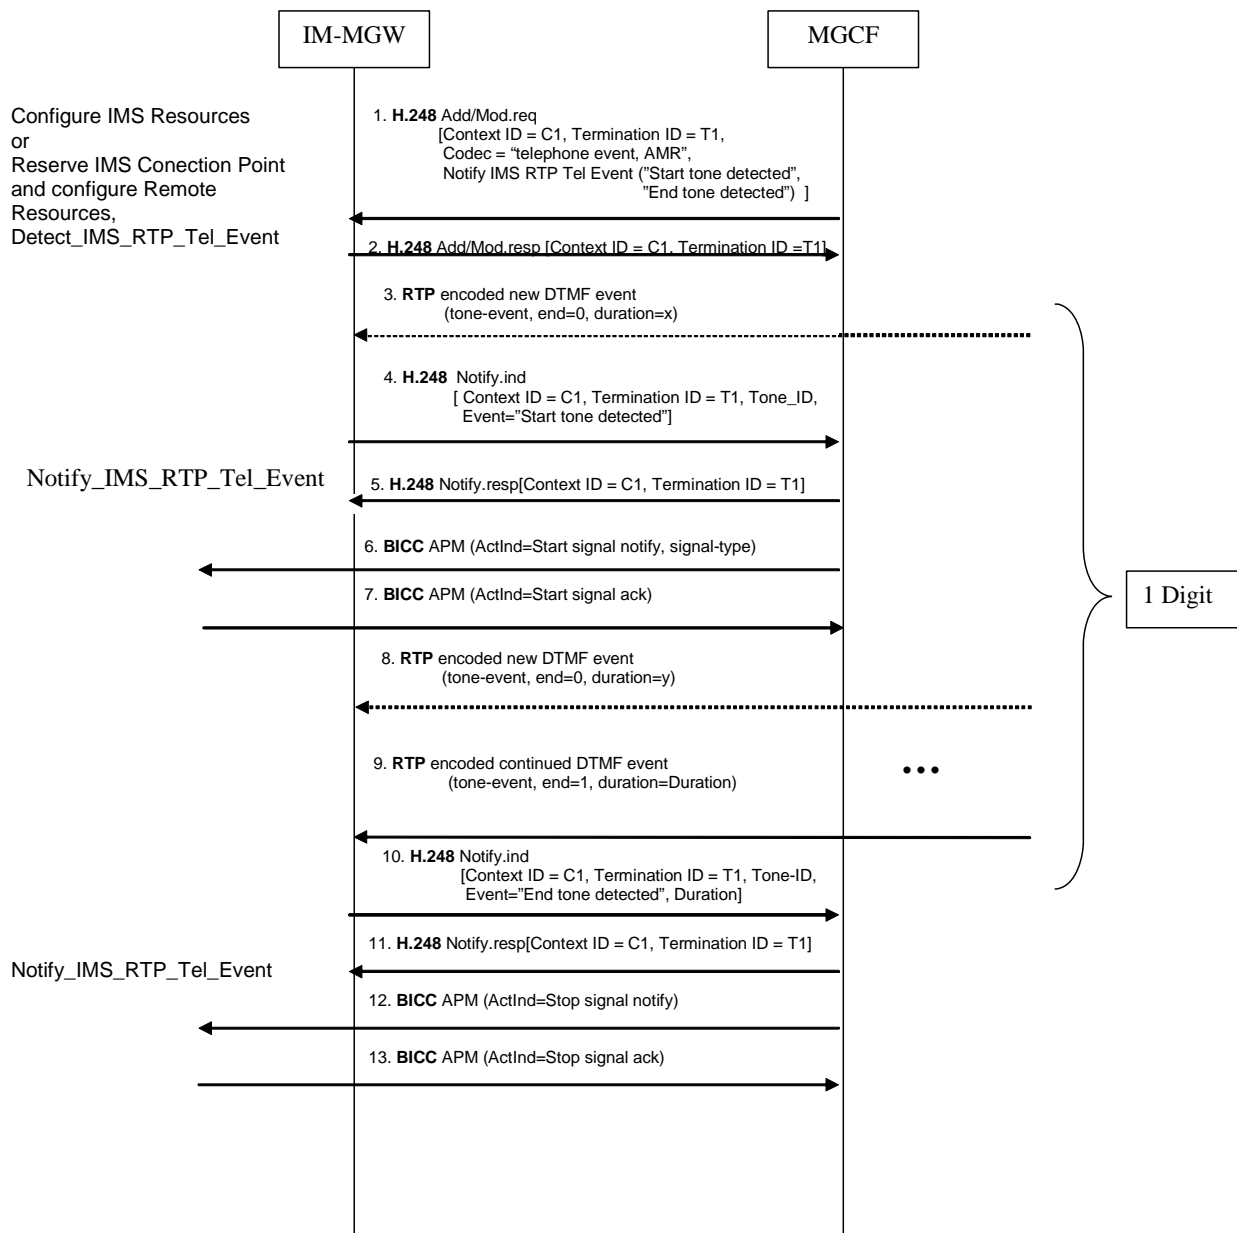 IM-MGW
MGCF
Configure IMS Resources
or
Reserve IMS Conection Point
and configure Remote
Resources,
Detect_IMS_RTP_Tel_Event
1. H.248 Add/Mod.req
[Context ID = C1, Termination ID = T1,
Codec = “telephone event, AMR”,
Notify IMS RTP Tel Event (”Start tone detected”,
”End tone detected”) ]
2. H.248 Add/Mod.resp [Context ID = C1, Termination ID =T1]
3. RTP encoded new DTMF event
(tone-event, end=0, duration=x)
4. H.248 Notify.ind
[ Context ID = C1, Termination ID = T1, Tone_ID,
Event=”Start tone detected”]
Notify_IMS_RTP_Tel_Event
5. H.248 Notify.resp[Context ID = C1, Termination ID = T1]
6. BICC APM (ActInd=Start signal notify, signal-type)
7. BICC APM (ActInd=Start signal ack)
1 Digit
8. RTP encoded new DTMF event
(tone-event, end=0, duration=y)
9. RTP encoded continued DTMF event
(tone-event, end=1, duration=Duration)
...
10. H.248 Notify.ind
[Context ID = C1, Termination ID = T1, Tone-ID,
Event=”End tone detected”, Duration]
11. H.248 Notify.resp[Context ID = C1, Termination ID = T1]
Notify_IMS_RTP_Tel_Event
12. BICC APM (ActInd=Stop signal notify)
13. BICC APM (ActInd=Stop signal ack)